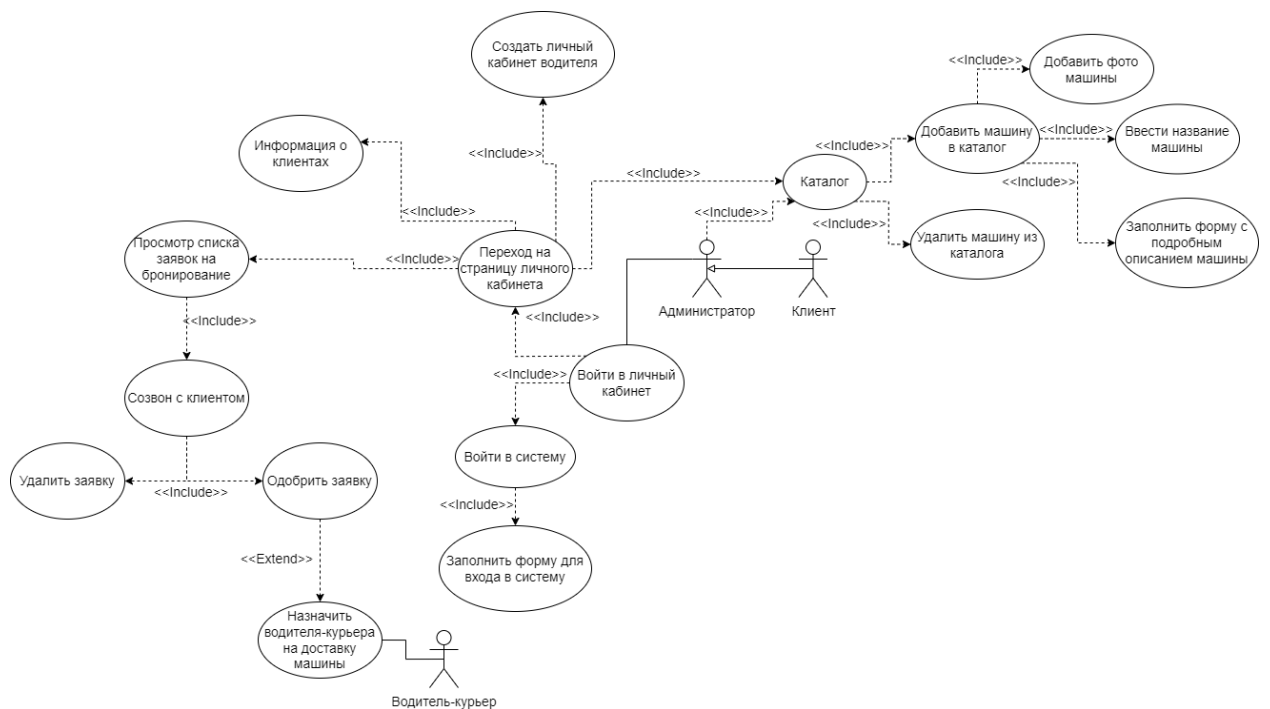 Создать личный
кабинет водителя
<<Include>>
Добавить фото
машины
Информация о
клиентах
<<Include>>
<<Include>>
Добавить машину
в каталог
<<Include>>
Ввести название
машины
<<Include>>
Каталог
<<Include>>
<<Include>>
<<Include>>
<<Include>>
Просмотр списка
заявок на
бронирование
<<Include>>
Переход на
страницу личного
кабинета
Удалить машину из
каталога
Заполнить форму с
подробным
описанием машины
Администратор
Клиент
<<Include>>
<<Include>>
<<Include>>
Войти в личный
кабинет
Созвон с клиентом
Войти в систему
Удалить заявку
<<Include>>
Одобрить заявку
<<Include>>
<<Extend>>
Заполнить форму для
входа в систему
Назначить
водителя-курьера
на доставку
машины
Водитель-курьер